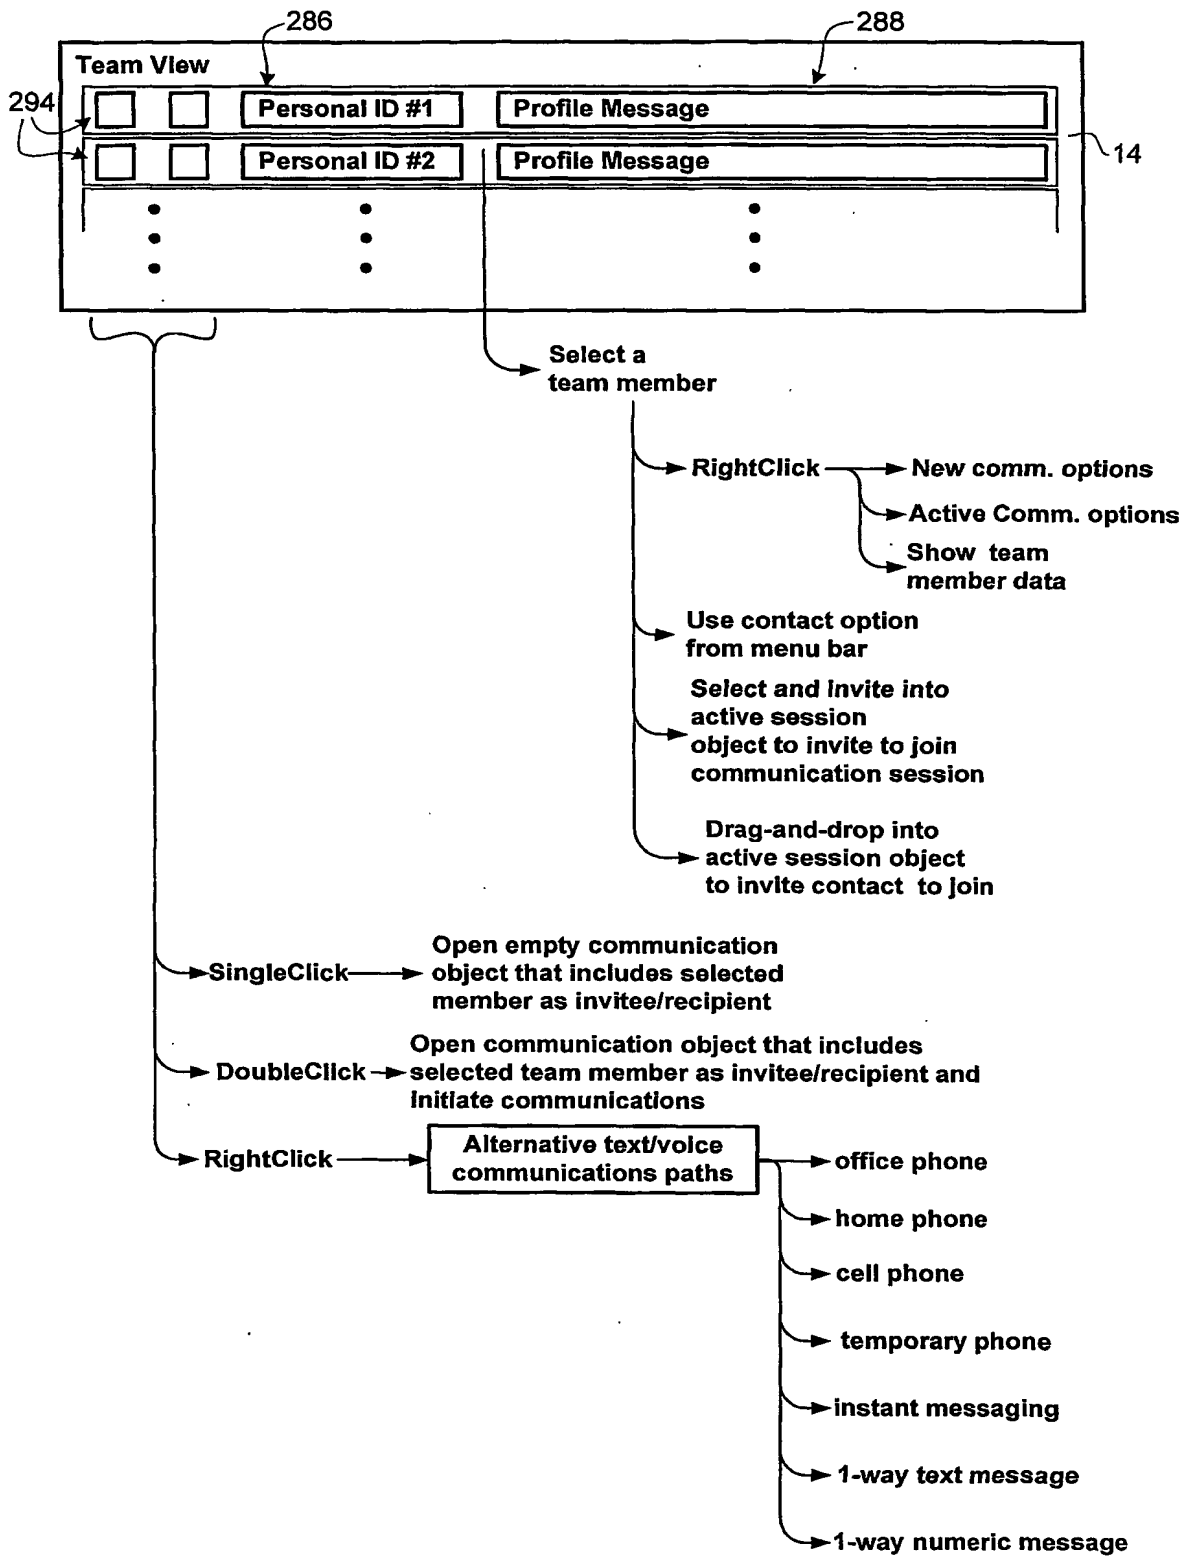 286
288
Team View
294
Personal ID #1
Profile Message
Personal ID #2
Profile Message
14
Select a
team member
RightClick
New comm. options
Active Comm. options
Show team
member data
Use contact option
from menu bar
Select and invite into
active session
object to invite to join
communication session
Drag-and-drop into
active session object
to invite contact to join
SingleClick
Open empty communication
object that includes selected
member as invitee/recipient
DoubleClick
Open communication object that includes
selected team member as invitee/recipient and
initiate communications
RightClick
Alternative text/voice
communications paths
office phone
home phone
cell phone
temporary phone
instant messaging
1-way text message
1-way numeric message